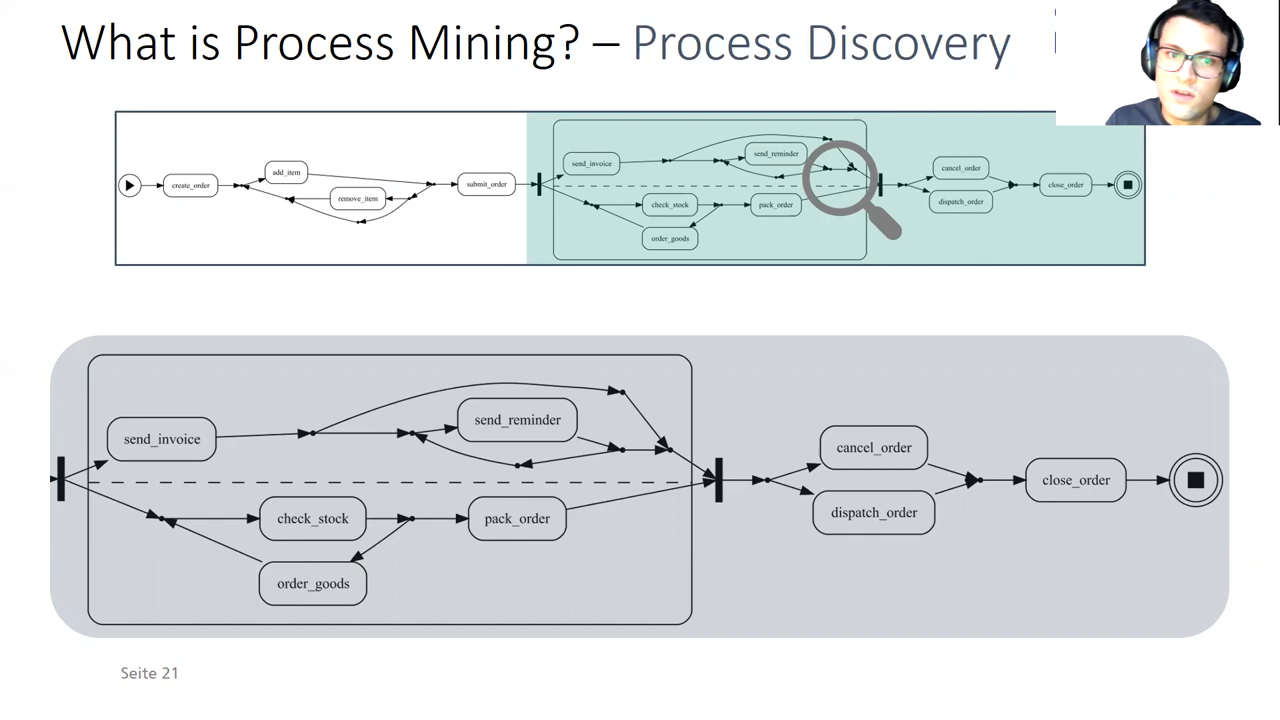 What is Process Mining? – Process Discovery
create_order
add_item
remove_item
submit_order
send_invoice
send_reminder
check_stock
pack_order
order_goods
cancel_order
dispatch_order
close_order
send_invoice
send_reminder
check_stock
pack_order
order_goods
cancel_order
dispatch_order
close_order
Seite 21